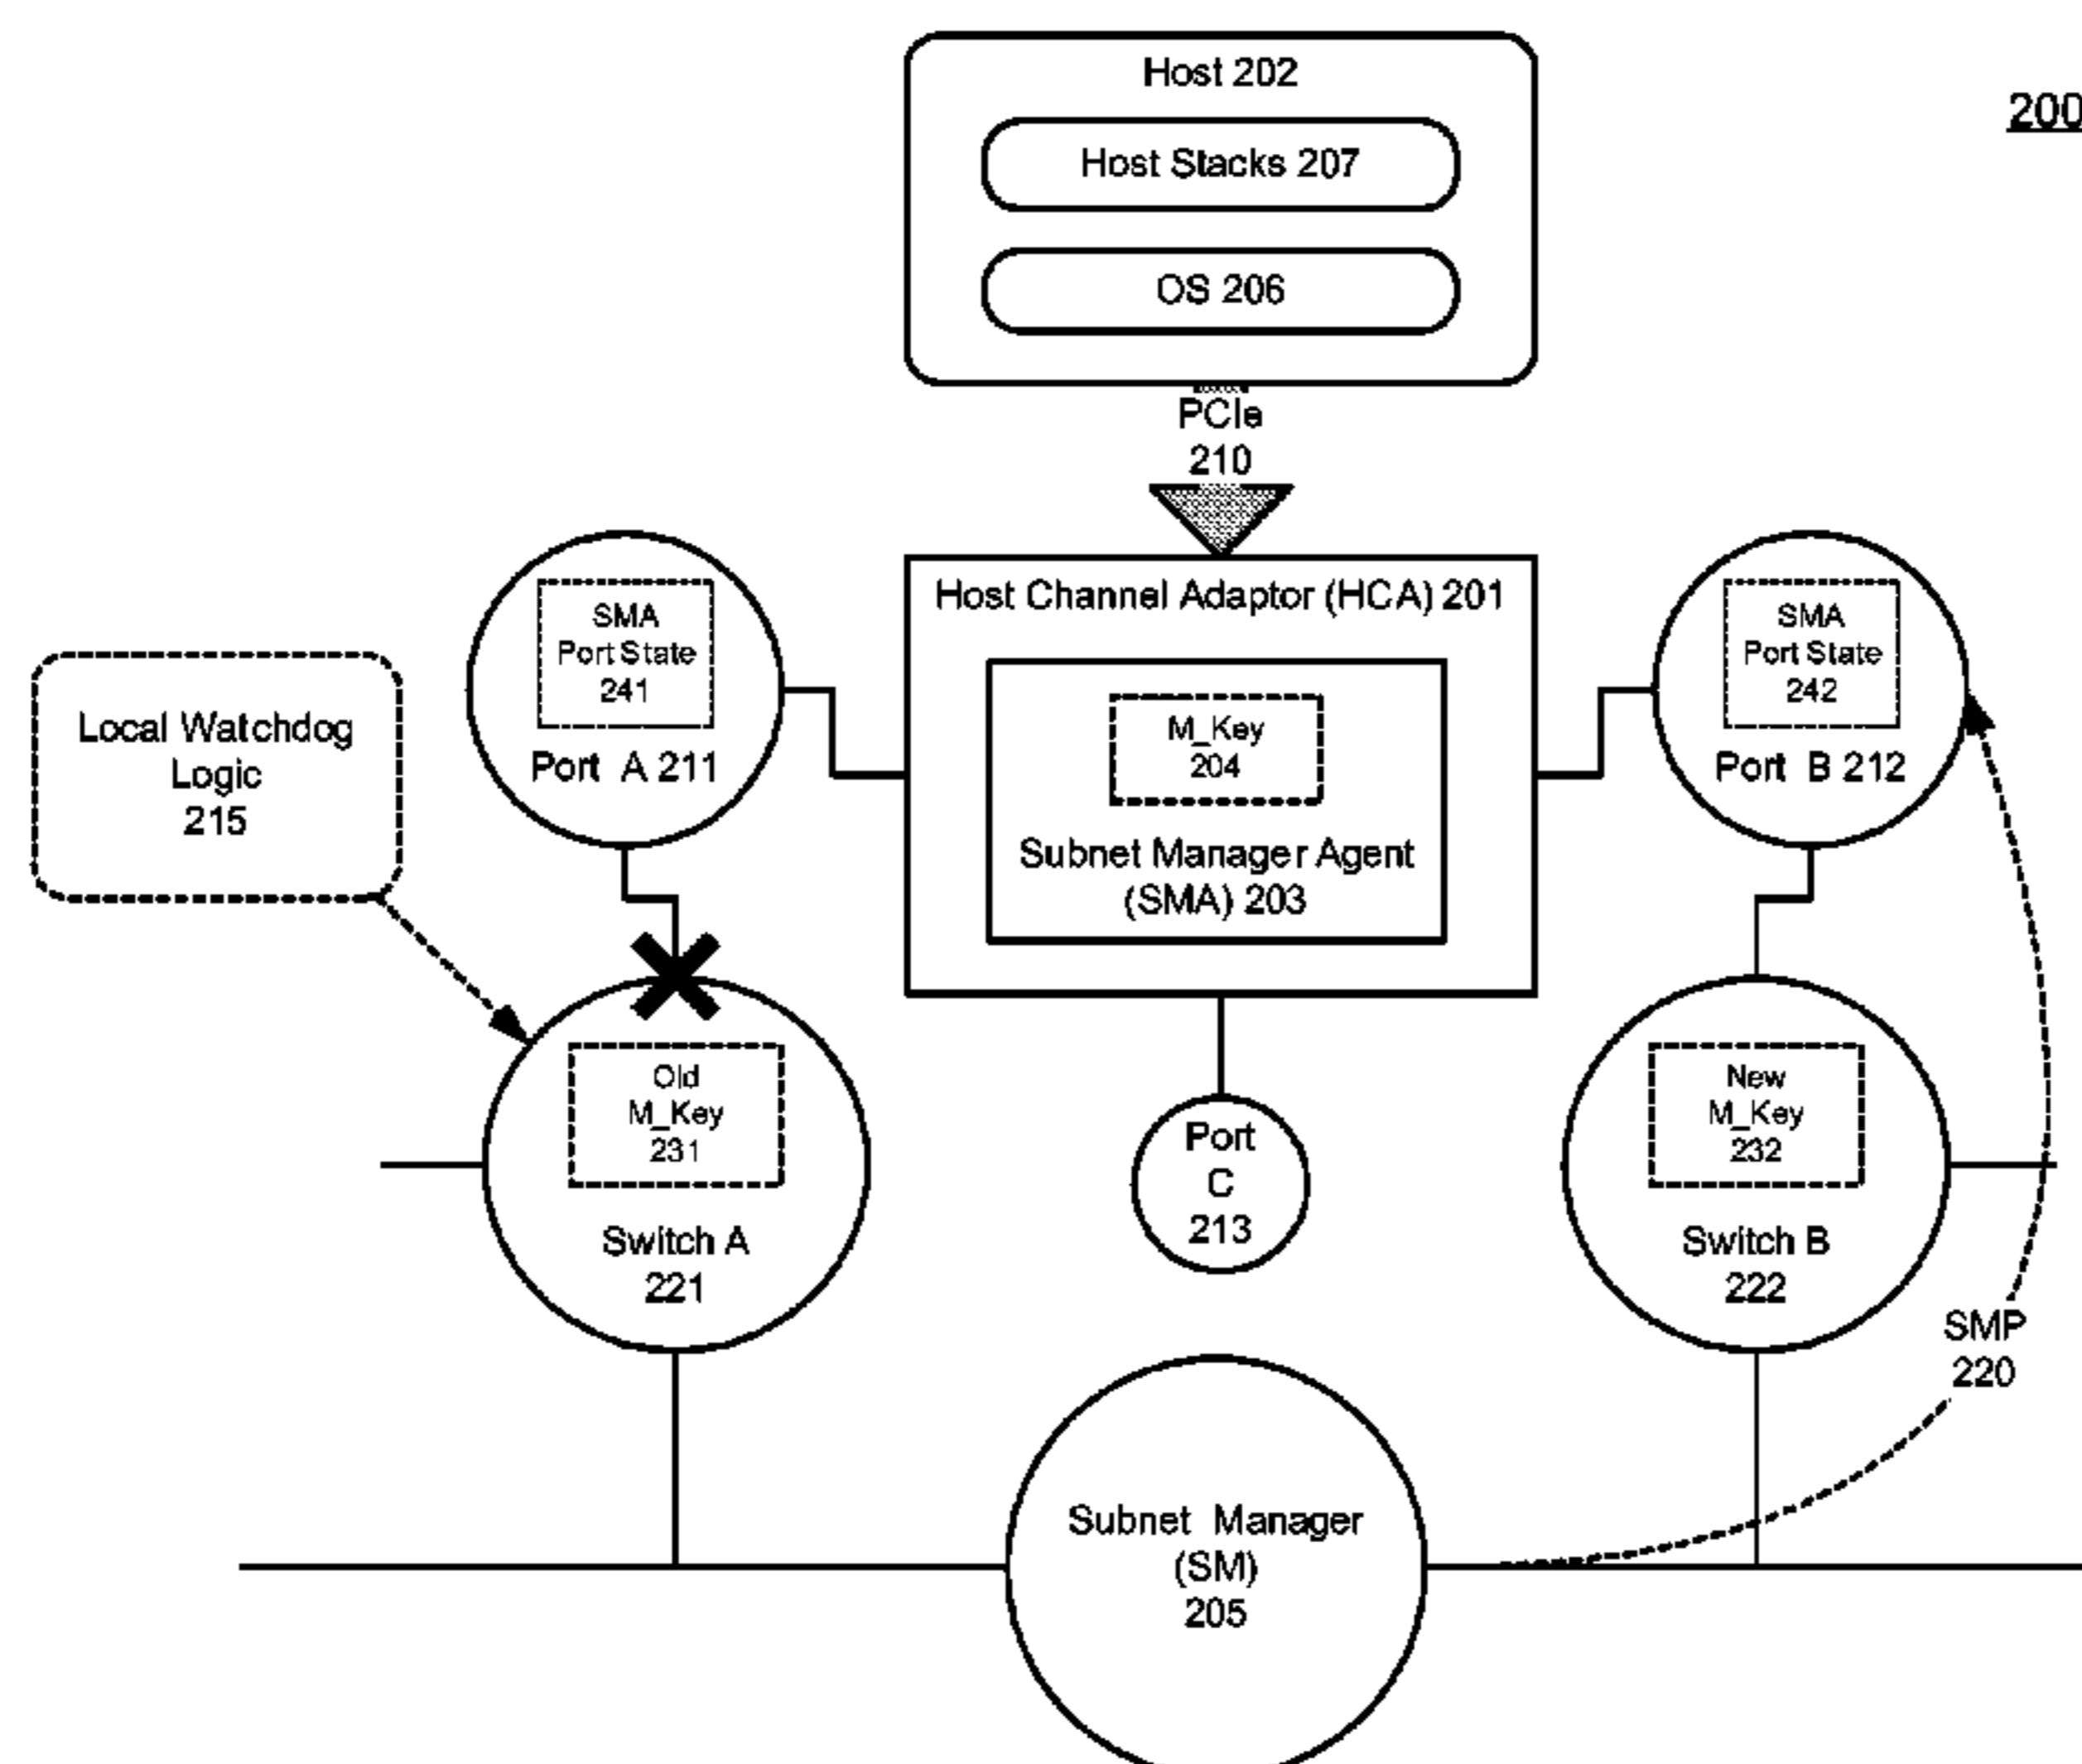 200
Host 202
Host Stacks 207
OS 206
PCIe
210
Host Channel Adaptor (HCA) 201
M_Key
204
Subnet Manager Agent
(SMA) 203
SMA
Port State
241
Port A 211
SMA
Port State
242
Port B 212
Local Watchdog
Logic
215
Old
M_Key
231
Switch A
221
Port
C
213
New
M_Key
232
Switch B
222
SMP
220
Subnet Manager
(SM)
205